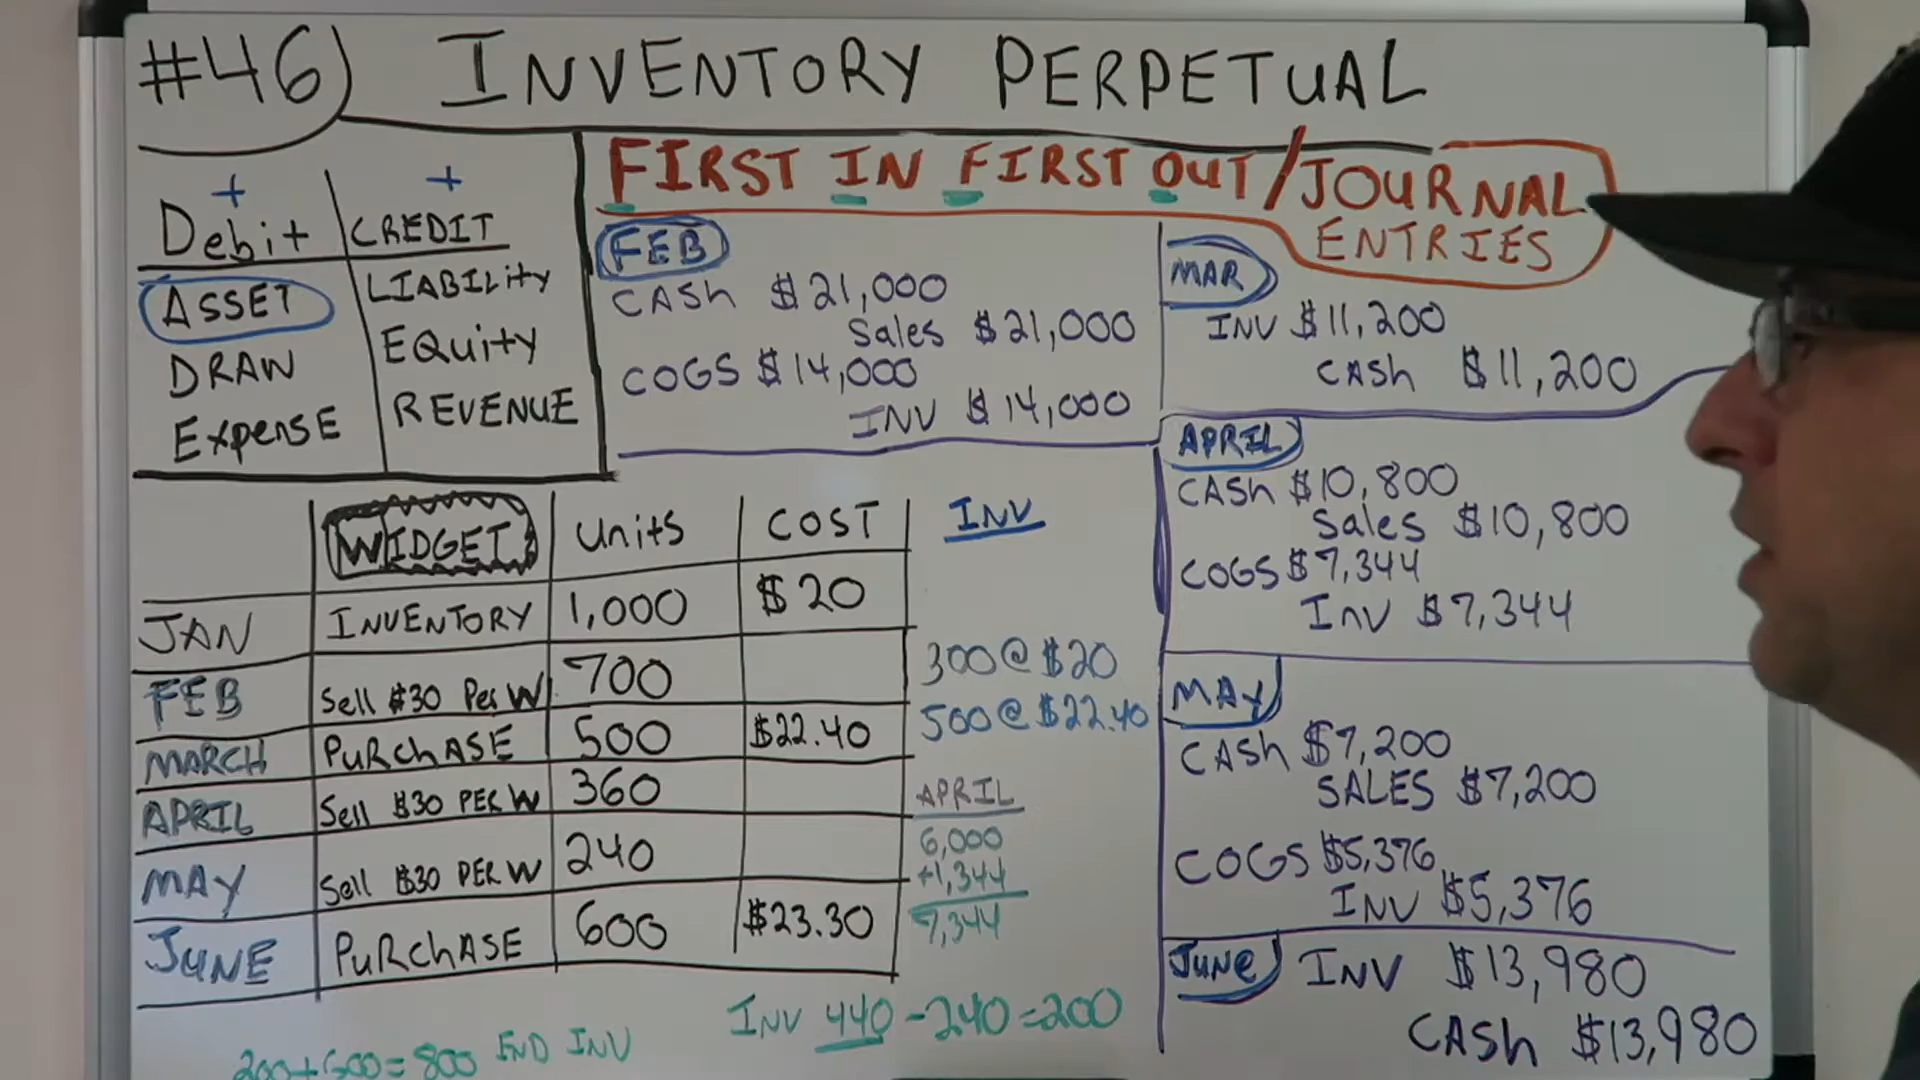 #46) INVENTORY PERPETUAL
+ +
Debit CREDIT
ASSET LIABILity
DRAW EQuity
ExpenSE REVENUE
FIRST IN FIRST OUT / JOURNAL
ENTRIES
FEB
CASh $21,000
Sales $21,000
COGS $14,000
INV $14,000
MAR
INV $11,200
CASh $11,200
APRIL
CASh $10,800
Sales $10,800
COGS $7,344
Inv $7,344
MAy
CASh $7,200
SALES $7,200
COGS $5,376
INV $5,376
JuNe INV $13,980
CASh $13,980
WIDGET Units COST INV
JAN INVENTORY 1,000 $20
FEB Sell $30 Per W 700
MARCH PuRchASE 500 $22.40
APRIL Sell $30 PER W 360
MAY Sell $30 PER W 240
JuNE PuRchASE 600 $23.30
300@$20
500@$22.40
APRIL
6,000
+1,344
7,344
INV 440-240=200
200+600=800 END INV